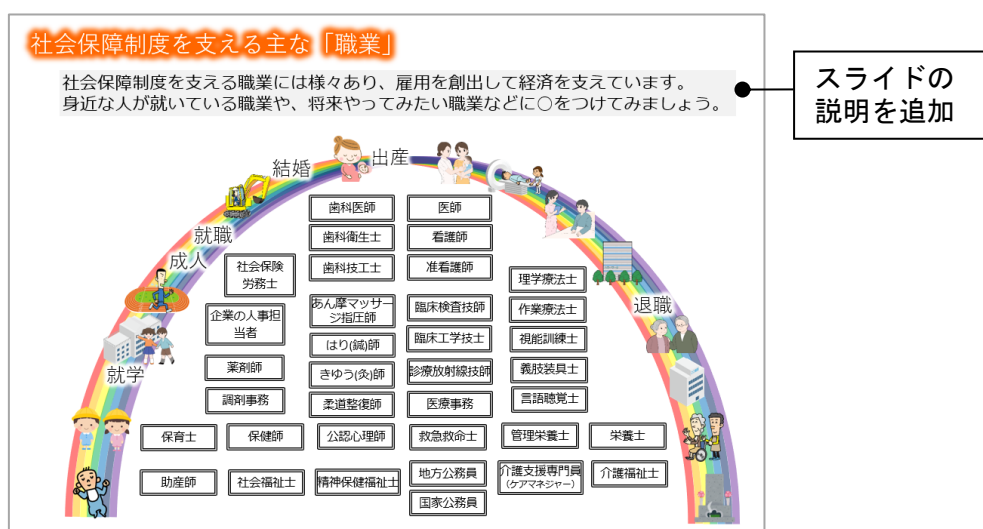 社会保障制度を支える主な「職業」
社会保障制度を支える職業には様々あり、雇用を創出して経済を支えています。
身近な人が就いている職業や、将来やってみたい職業などに○をつけてみましょう。
スライドの
説明を追加
結婚
出産
就職
成人
就学
退職
歯科医師
医師
歯科衛生士
看護師
社会保険
労務士
歯科技工士
准看護師
理学療法士
企業の人事担
当者
あん摩マッサー
ジ指圧師
臨床検査技師
作業療法士
はり(鍼)師
臨床工学技士
視能訓練士
薬剤師
きゆう(灸)師
診療放射線技師
義肢装具士
調剤事務
柔道整復師
医療事務
言語聴覚士
保育士
保健師
公認心理師
救急救命士
管理栄養士
栄養士
助産師
社会福祉士
精神保健福祉士
地方公務員
国家公務員
介護支援専門員
(ケアマネジャー)
介護福祉士